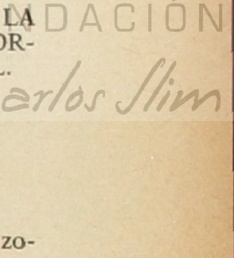 LA
NDACIÓN
OR-
L.
arlos Slim
zo-